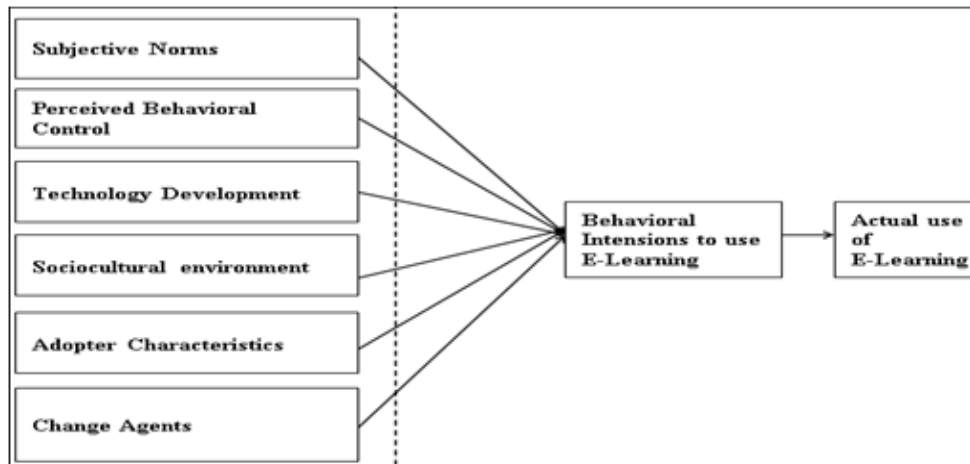 Subjective Norms
Perceived Behavioral
Control
Technology Development
Sociocultural environment
Adopter Characteristics
Change Agents
Behavioral
Intensions to use
E-Learning
Actual use
of
E-Learning